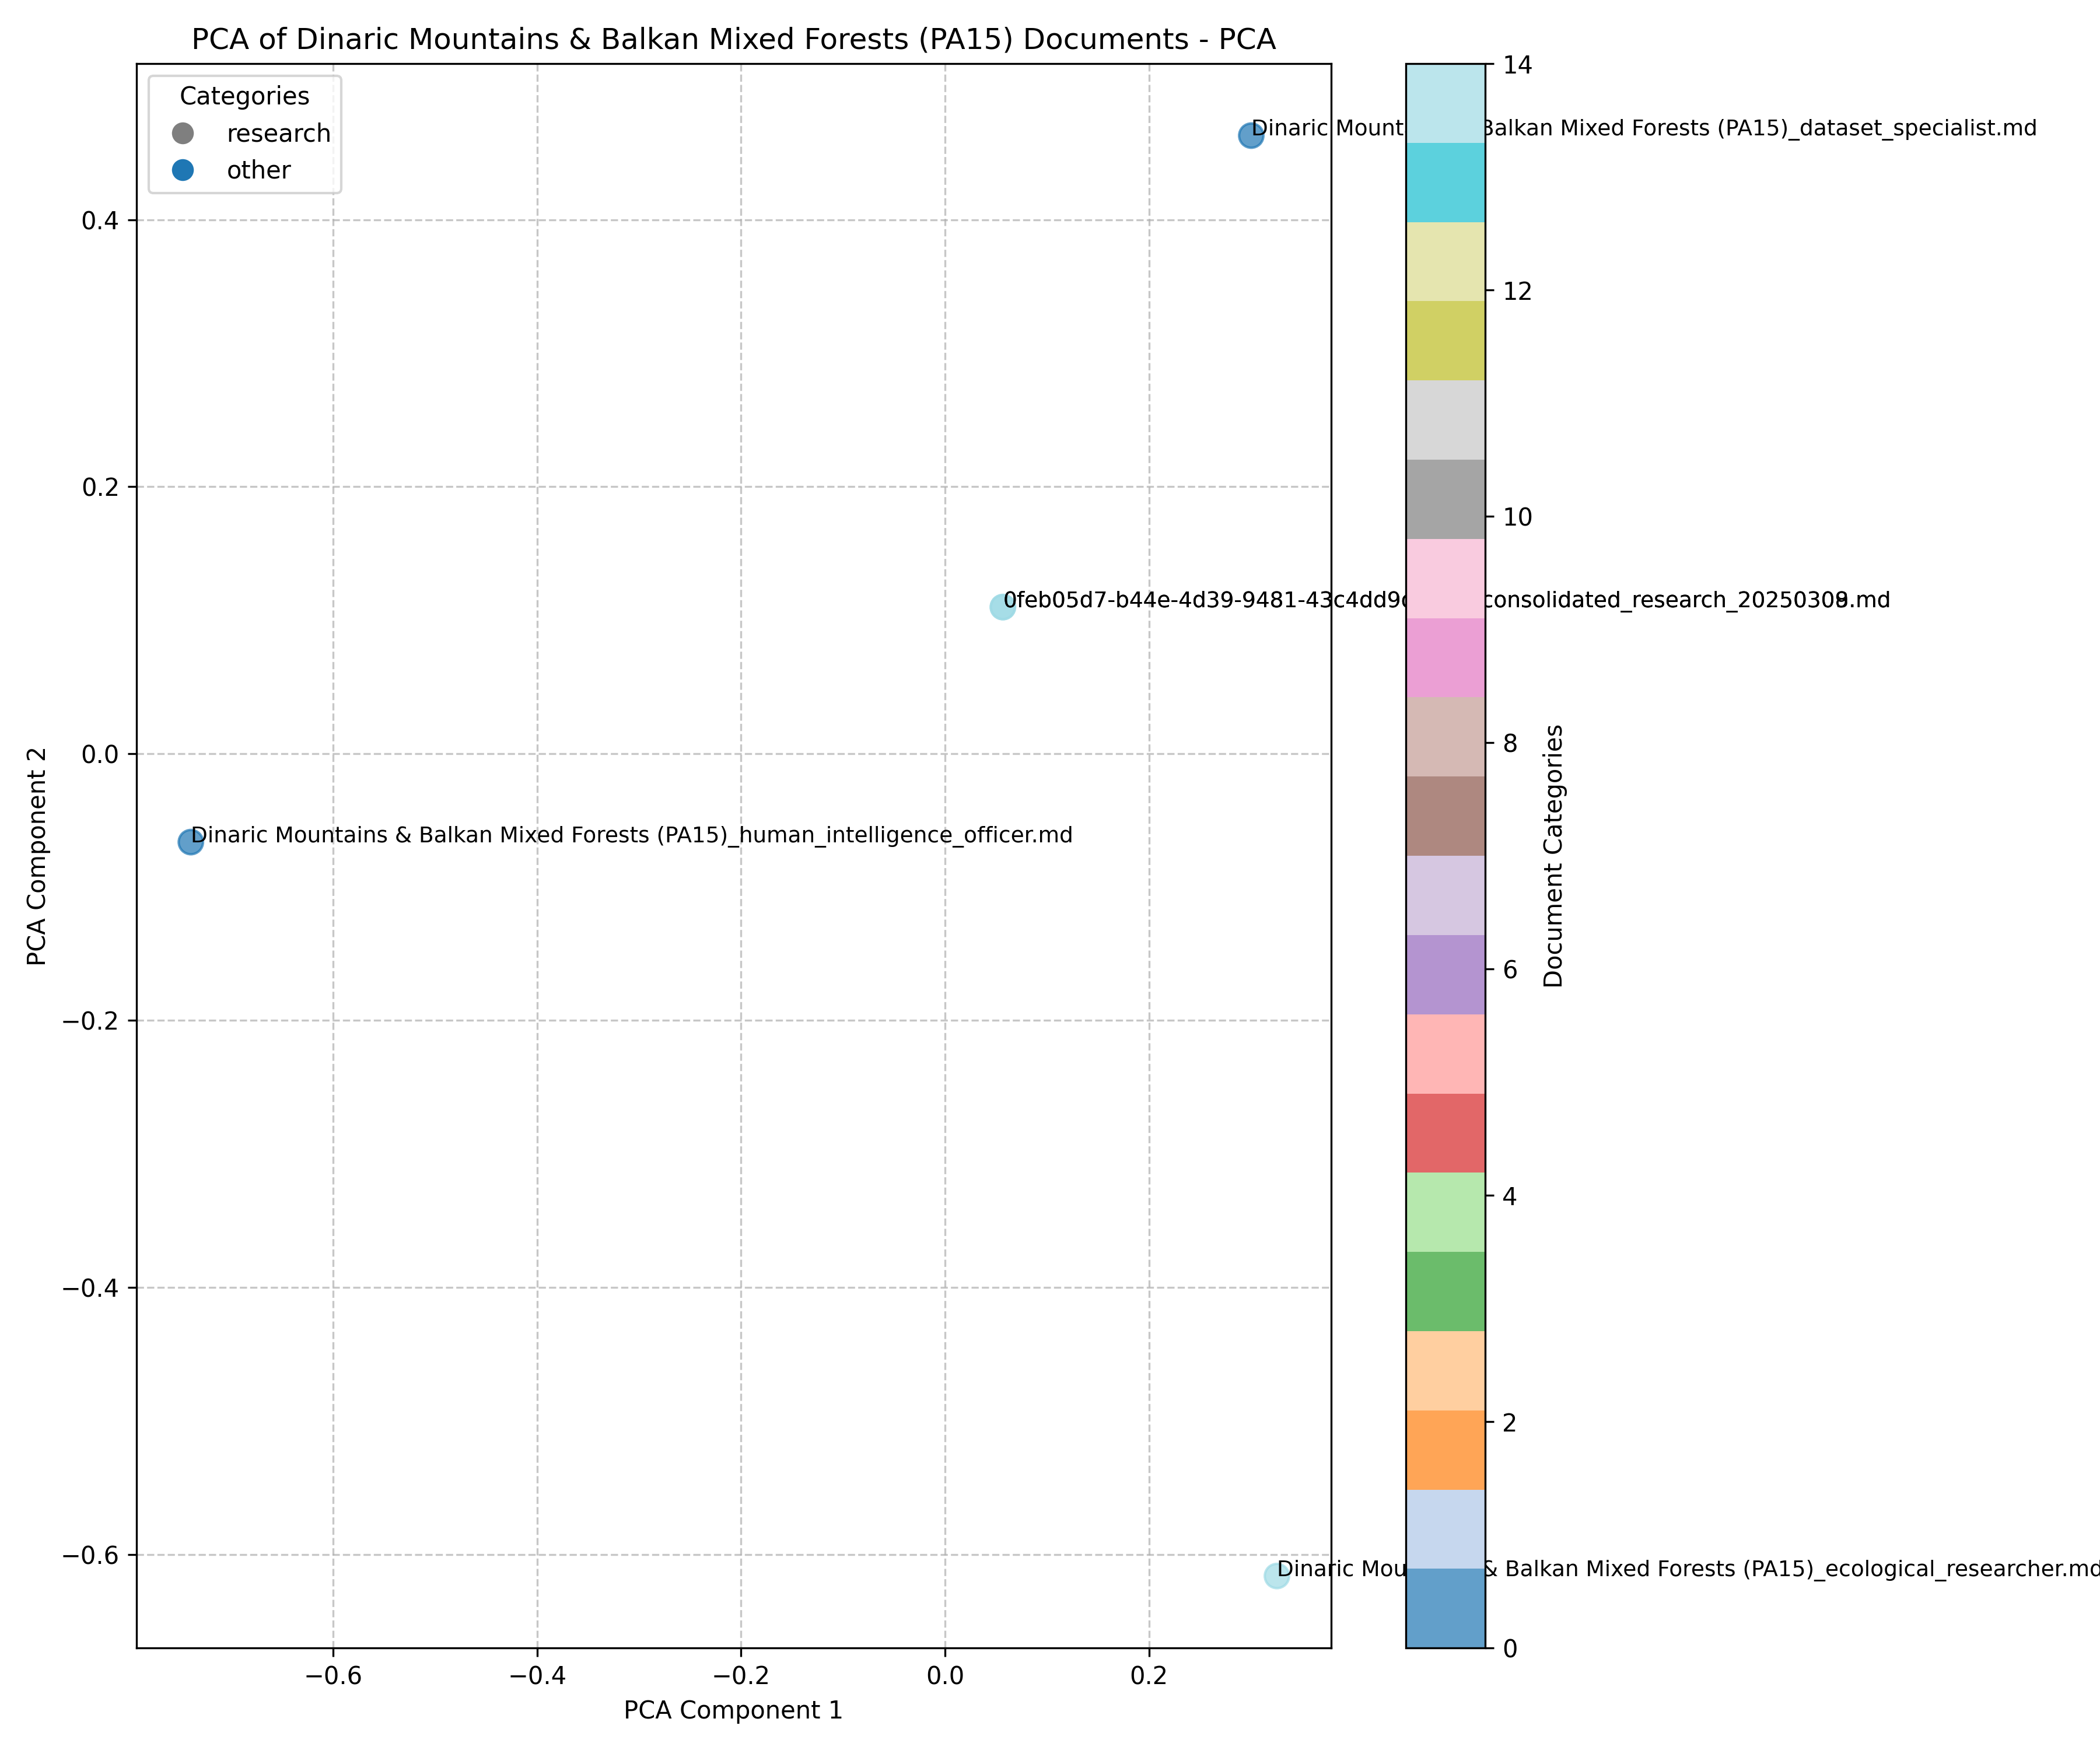 PCA of Dinaric Mountains & Balkan Mixed Forests (PA15) Documents - PCA
Categories
research
other
Dinaric Mount Balkan Mixed Forests (PA15)_dataset_specialist.md
0feb05d7-b44e-4d39-9481-43c4dd9 consolidated_research_2025030
Dinaric Mountains & Balkan Mixed Forests (PA15)_human_intelligence_officer.md
Dinaric Mou & Balkan Mixed Forests (PA15)_ecological_researcher.md
0.4
0.2
0.0
−0.2
−0.4
−0.6
PCA Component 2
−0.6
−0.4
−0.2
0.0
0.2
PCA Component 1
14
12
10
8
6
4
2
0
Document Categories